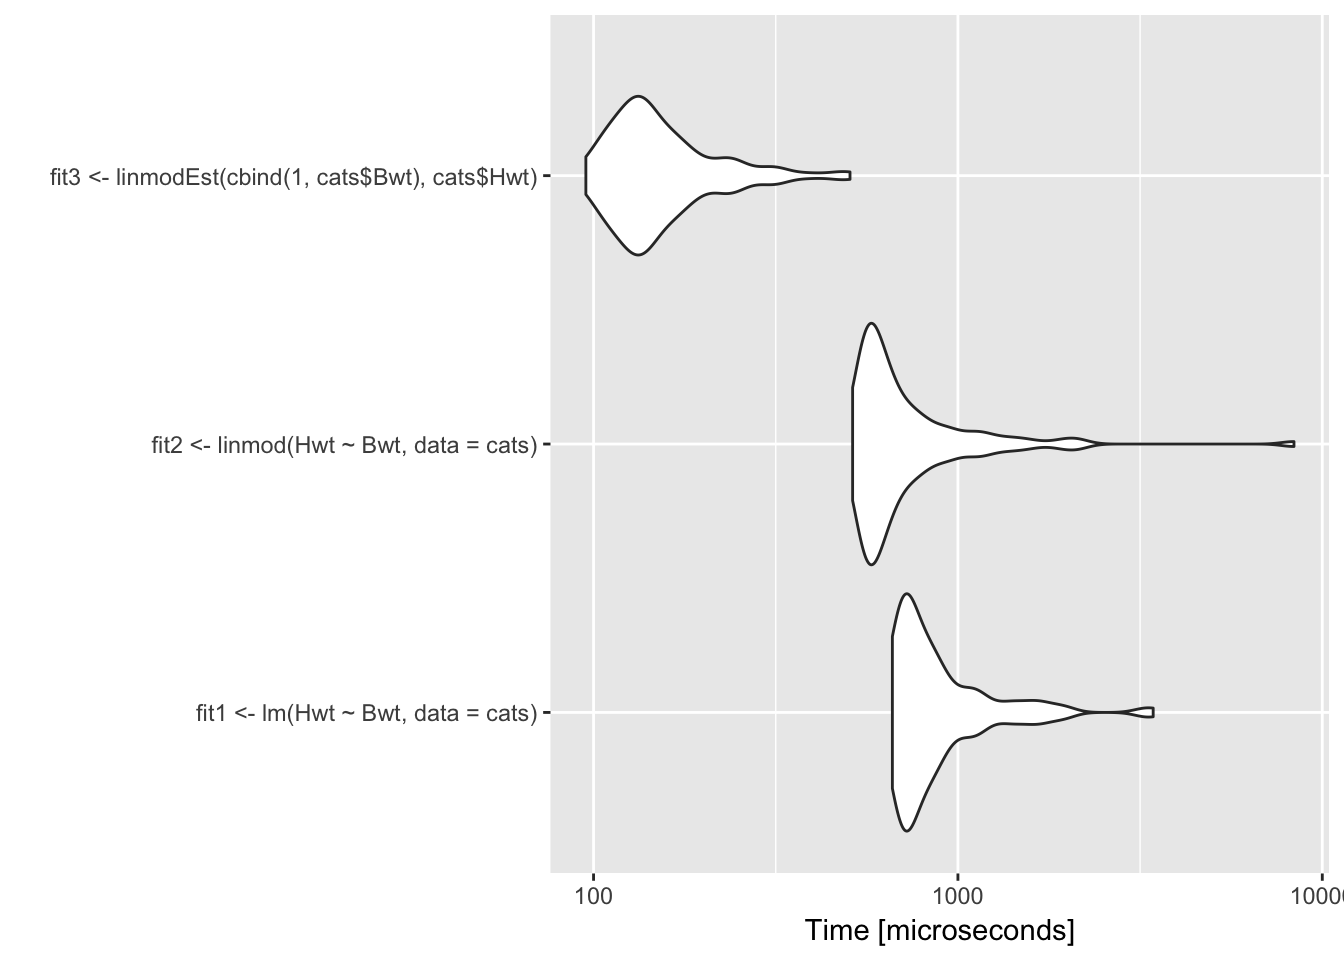 fit3 <- linmodEst(cbind(1, cats$Bwt), cats$Hwt)
fit2 <- linmod(Hwt ~ Bwt, data = cats)
fit1 <- lm(Hwt ~ Bwt, data = cats)
100 1000 10000
Time [microseconds]